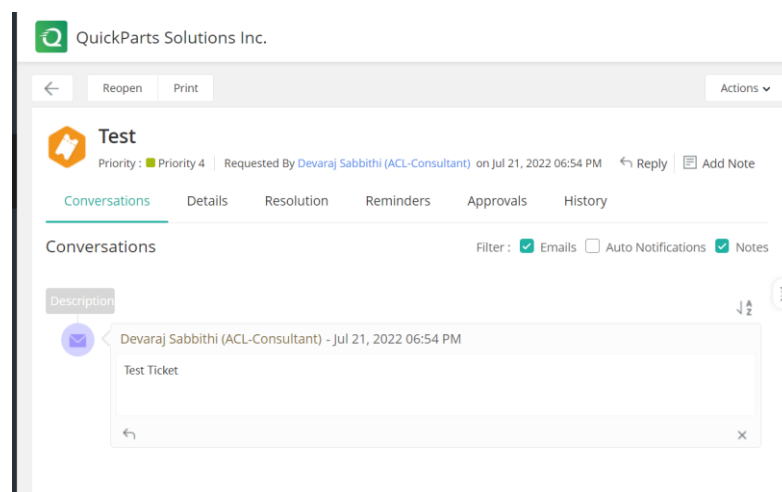 QuickParts Solutions Inc.
Reopen Print Actions
Test
Priority : Priority 4 Requested By Devaraj Sabbithi (ACL-Consultant) on Jul 21, 2022 06:54 PM Reply Add Note
Conversations Details Resolution Reminders Approvals History
Conversations Filter : Emails Auto Notifications Notes
Description
A
Z
Devaraj Sabbithi (ACL-Consultant) - Jul 21, 2022 06:54 PM
Test Ticket